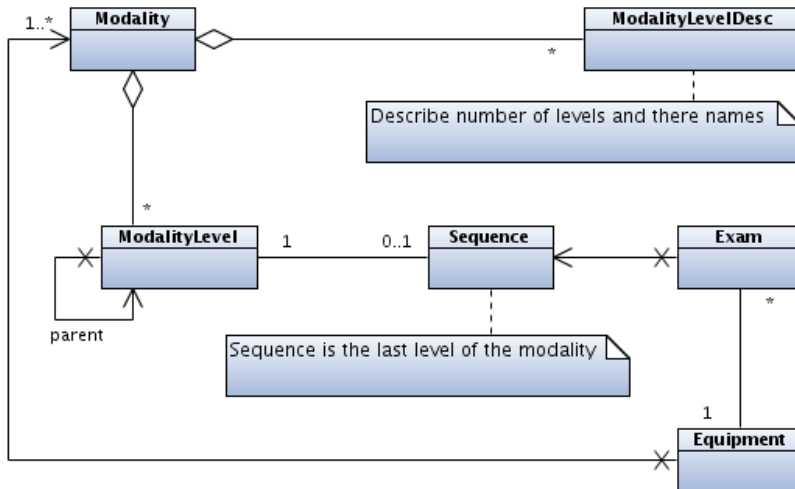 Modality
ModalityLevelDesc
1..*
*
Describe number of levels and there names
*
ModalityLevel
1
0..1
Sequence
Exam
*
parent
Sequence is the last level of the modality
1
Equipment